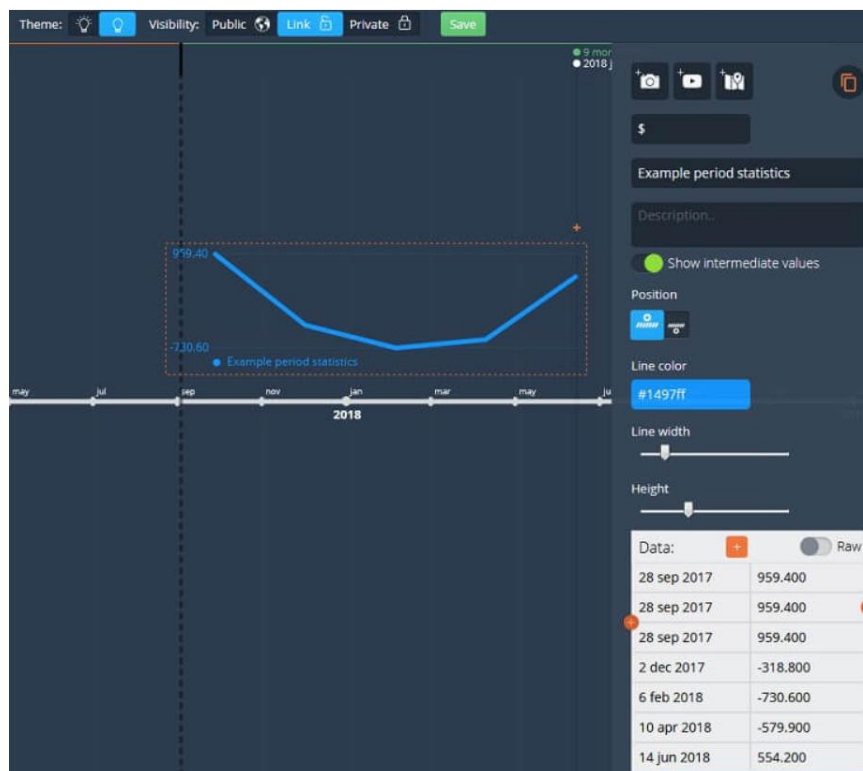 Theme: Visibility: Public Link Private Save
9 mor
2018 j
$
Example period statistics
Description..
Show intermediate values
Position
Line color
#1497ff
Line width
Height
959.40
-730.60
Example period statistics
may jul sep nov jan mar may ju
2018
Data: + Raw
28 sep 2017 959.400
28 sep 2017 959.400
28 sep 2017 959.400
2 dec 2017 -318.800
6 feb 2018 -730.600
10 apr 2018 -579.900
14 jun 2018 554.200